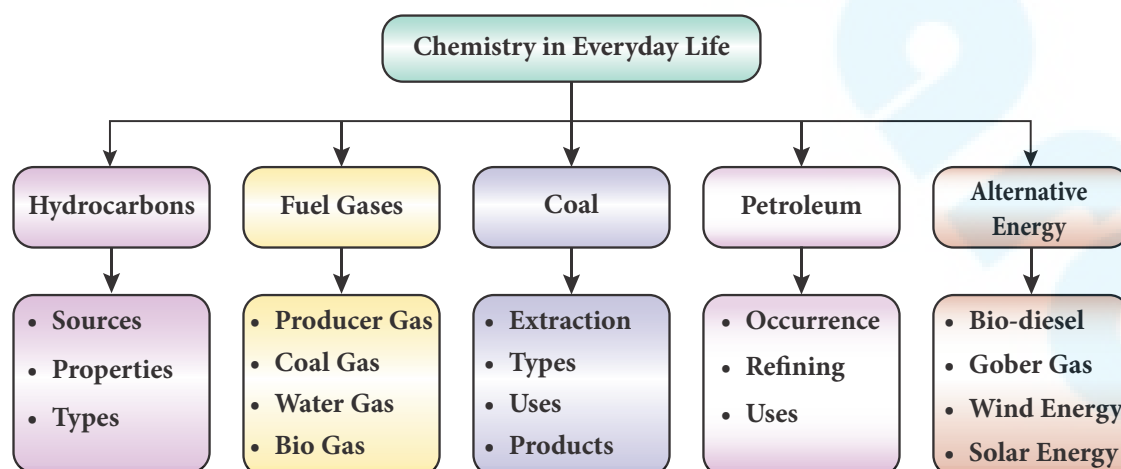 Chemistry in Everyday Life
Hydrocarbons
Fuel Gases
Coal
Petroleum
Alternative
Energy
• Sources
• Properties
• Types
• Producer Gas
• Coal Gas
• Water Gas
• Bio Gas
• Extraction
• Types
• Uses
• Products
• Occurrence
• Refining
• Uses
• Bio-diesel
• Gober Gas
• Wind Energy
• Solar Energy